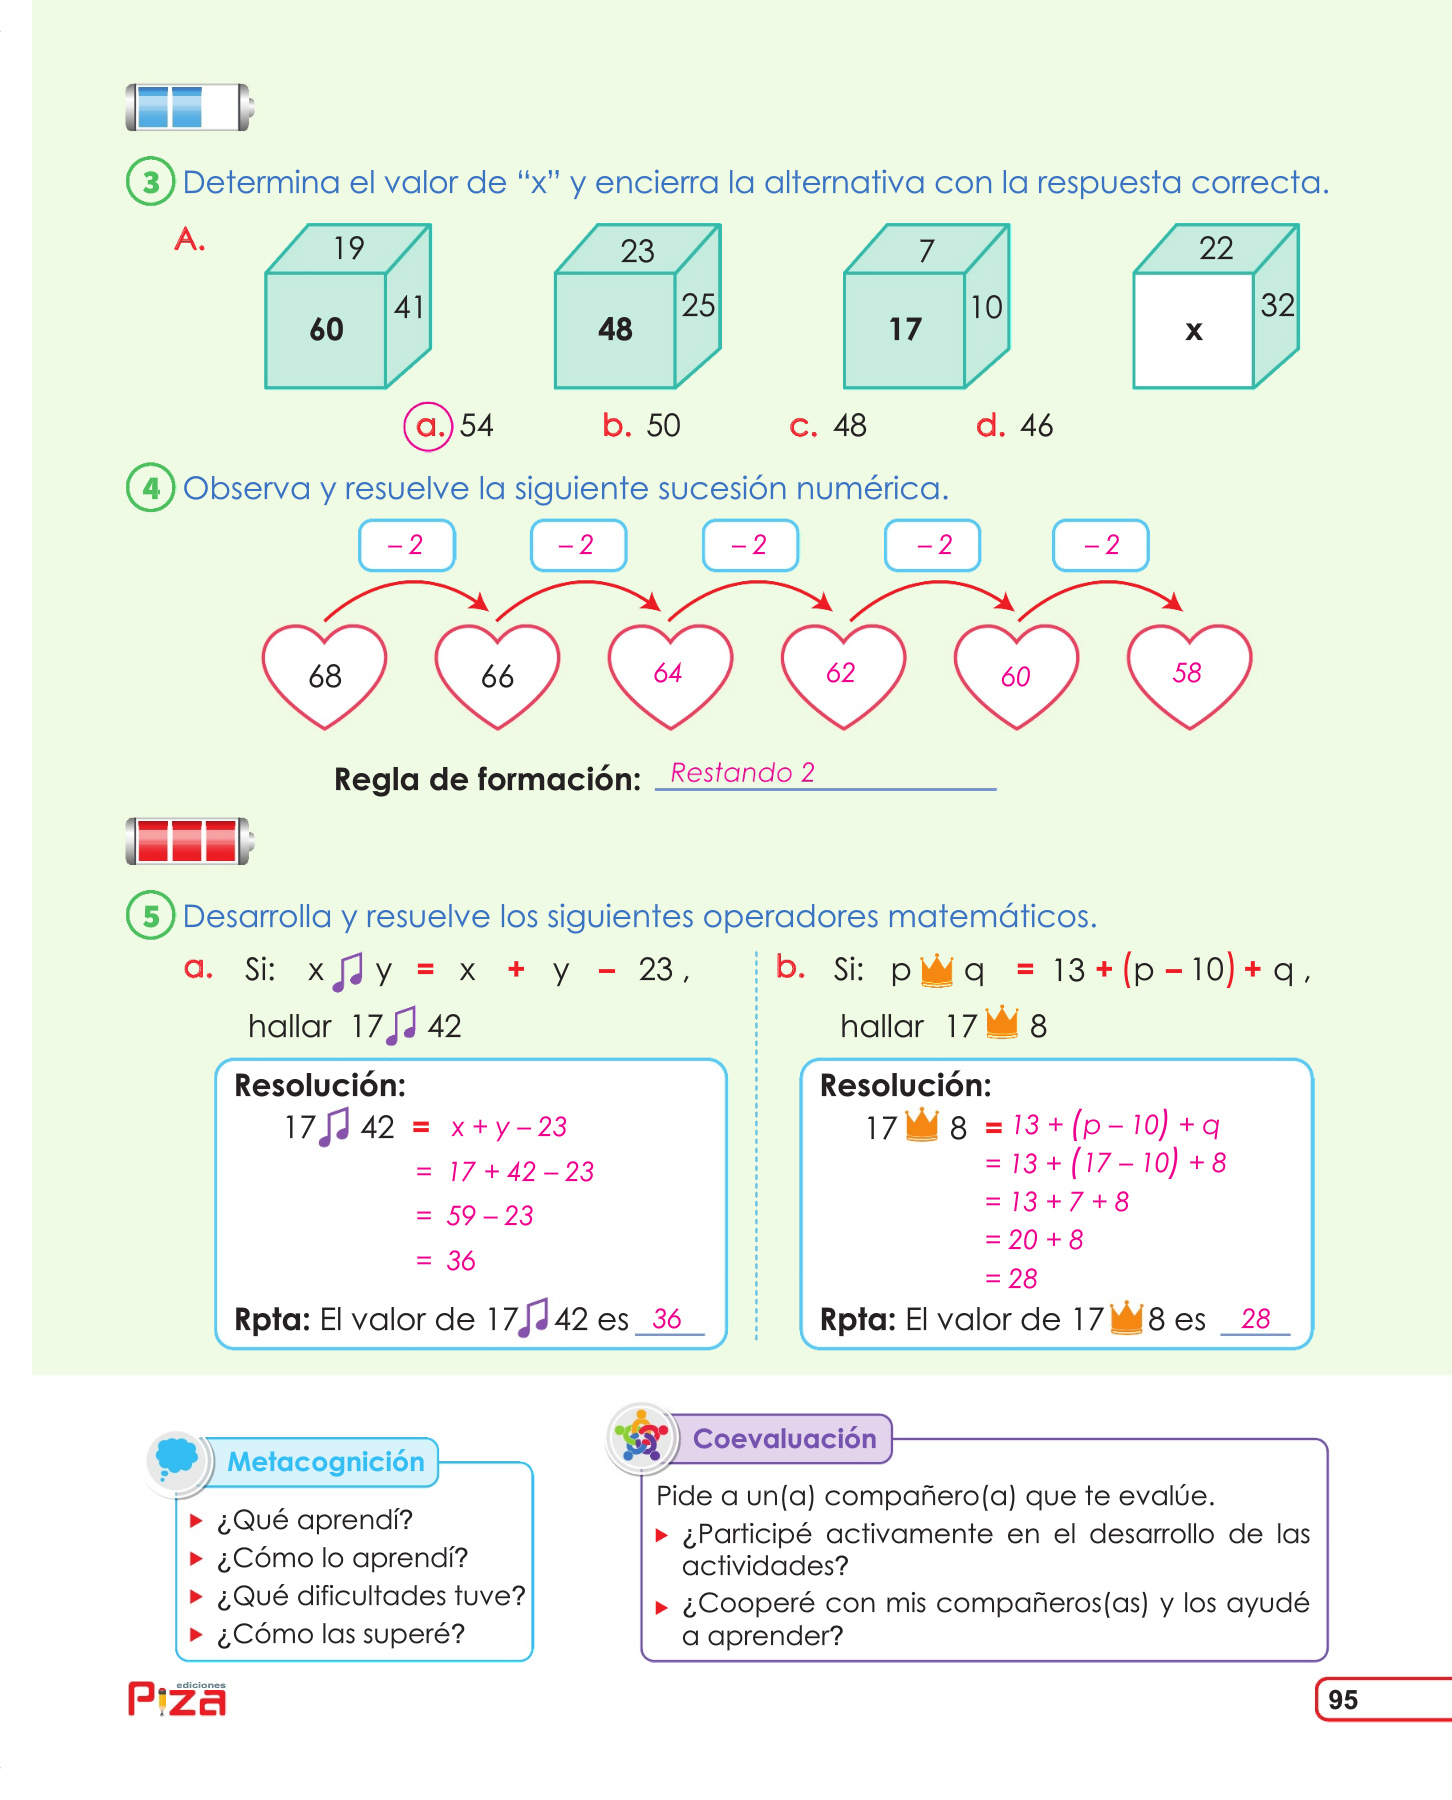 3 Determina el valor de “x” y encierra la alternativa con la respuesta correcta.
A.
19 23 7 22
41 25 10 32
60 48 17 x
a. 54 b. 50 c. 48 d. 46
4 Observa y resuelve la siguiente sucesión numérica.
– 2 – 2 – 2 – 2 – 2
68 66 64 62 60 58
Regla de formación: Restando 2
5 Desarrolla y resuelve los siguientes operadores matemáticos.
a. Si: x y = x + y – 23 ,
hallar 17 42
Resolución:
17 42 = x + y – 23
= 17 + 42 – 23
= 59 – 23
= 36
Rpta: El valor de 17 42 es 36
b. Si: p q = 13 + (p – 10) + q ,
hallar 17 8
Resolución:
17 8 = 13 + (p – 10) + q
= 13 + (17 – 10) + 8
= 13 + 7 + 8
= 20 + 8
= 28
Rpta: El valor de 17 8 es 28
Metacognición
¿Qué aprendí?
¿Cómo lo aprendí?
¿Qué dificultades tuve?
¿Cómo las superé?
Coevaluación
Pide a un(a) compañero(a) que te evalúe.
¿Participé activamente en el desarrollo de las
actividades?
¿Cooperé con mis compañeros(as) y los ayudé
a aprender?
ediciones
Piza
95